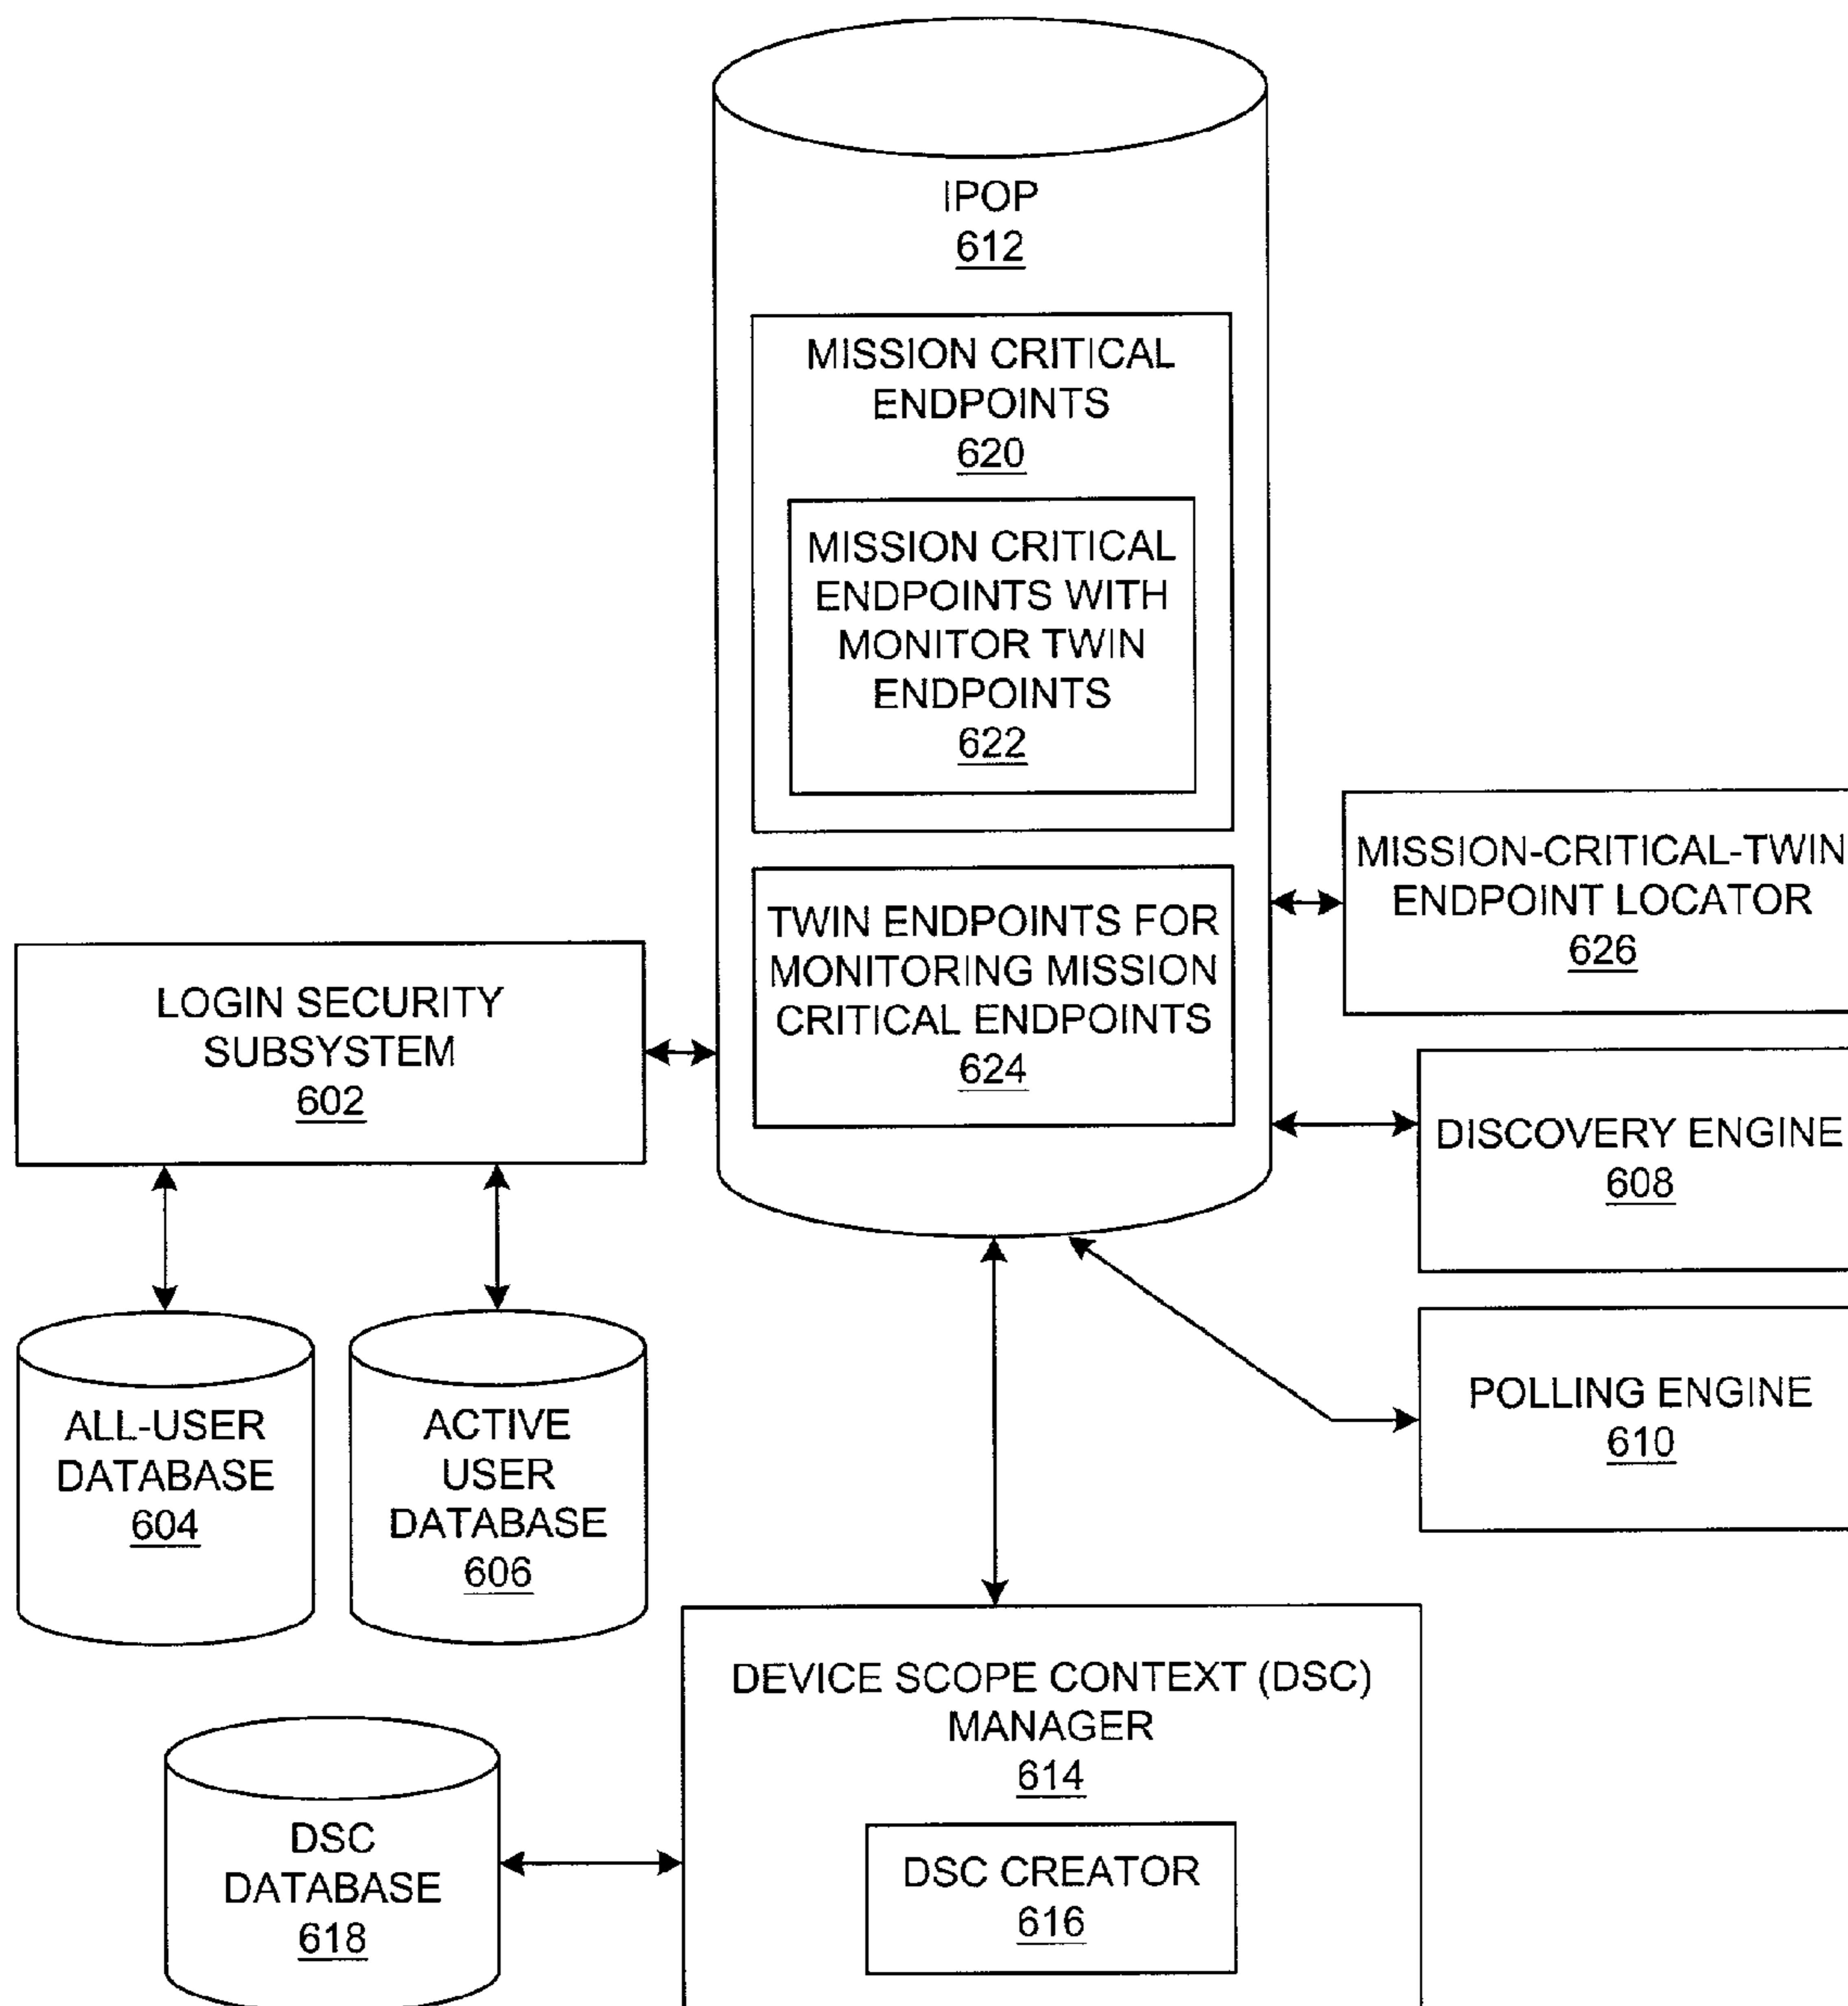 IPOP
612
MISSION CRITICAL
ENDPOINTS
620
MISSION CRITICAL
ENDPOINTS WITH
MONITOR TWIN
ENDPOINTS
622
TWIN ENDPOINTS FOR
MONITORING MISSION
CRITICAL ENDPOINTS
624
MISSION-CRITICAL-TWIN
ENDPOINT LOCATOR
626
LOGIN SECURITY
SUBSYSTEM
602
DISCOVERY ENGINE
608
ALL-USER
DATABASE
604
ACTIVE
USER
DATABASE
606
POLLING ENGINE
610
DEVICE SCOPE CONTEXT (DSC)
MANAGER
614
DSC CREATOR
616
DSC
DATABASE
618